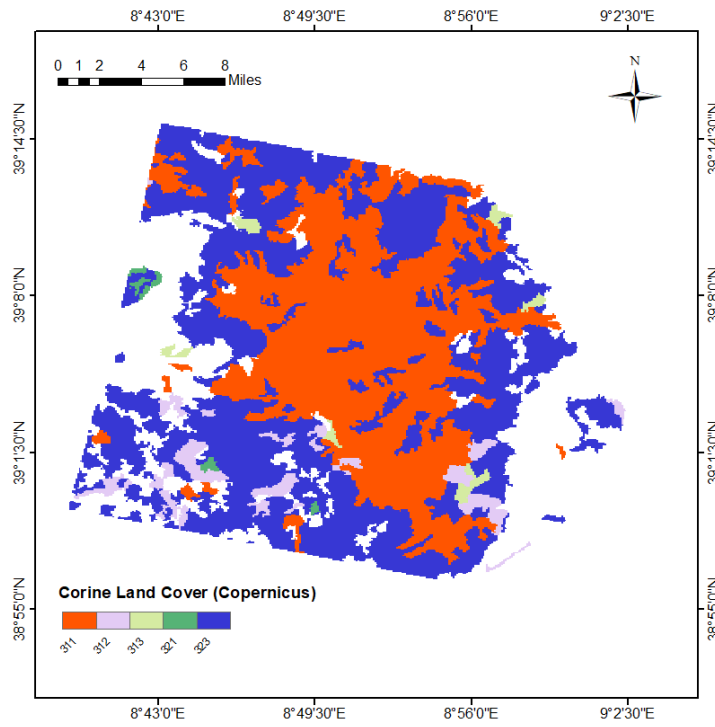 8°43'0"E 8°49'30"E 8°56'0"E 9°2'30"E
0 1 2 4 6 8
Miles
N
39°14'30"N 39°14'30"N
39°8'0"N 39°8'0"N
39°1'30"N 39°1'30"N
38°55'0"N 38°55'0"N
Corine Land Cover (Copernicus)
311 312 313 321 323
8°43'0"E 8°49'30"E 8°56'0"E 9°2'30"E